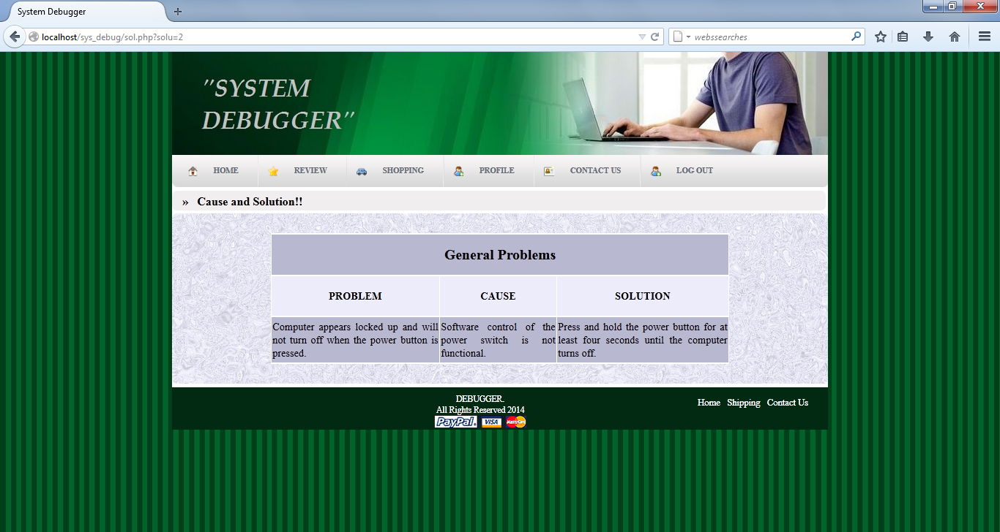 System Debugger
localhost/sys_debug/sol.php?solu=2
webssearches
"SYSTEM
DEBUGGER"
HOME REVIEW SHOPPING PROFILE CONTACT US LOG OUT
» Cause and Solution!!
General Problems
PROBLEM CAUSE SOLUTION
Computer appears locked up and will
not turn off when the power button is
pressed.
Software control of the
power switch is not
functional.
Press and hold the power button for at
least four seconds until the computer
turns off.
DEBUGGER.
All Rights Reserved 2014
PayPal VISA MasterCard
Home Shipping Contact Us